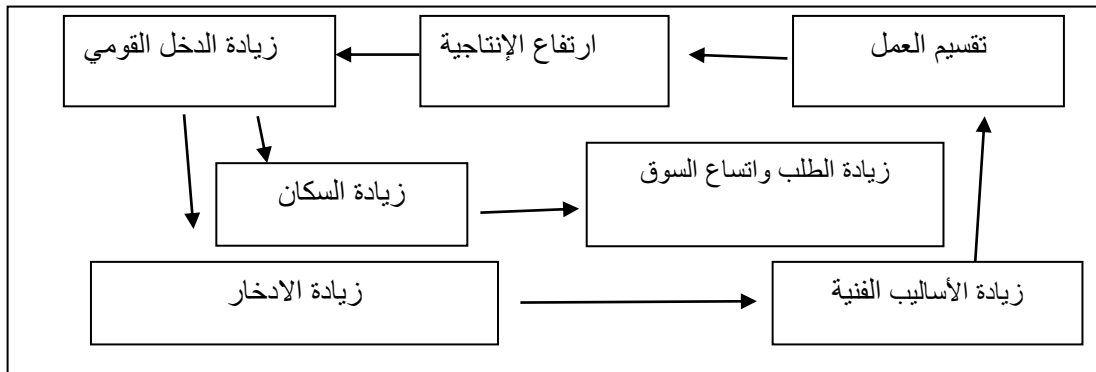 تقسيم العمل
ارتفاع الإنتاجية
زيادة الدخل القومي
زيادة الطلب واتساع السوق
زيادة السكان
زيادة الأساليب الفنية
زيادة الادخار